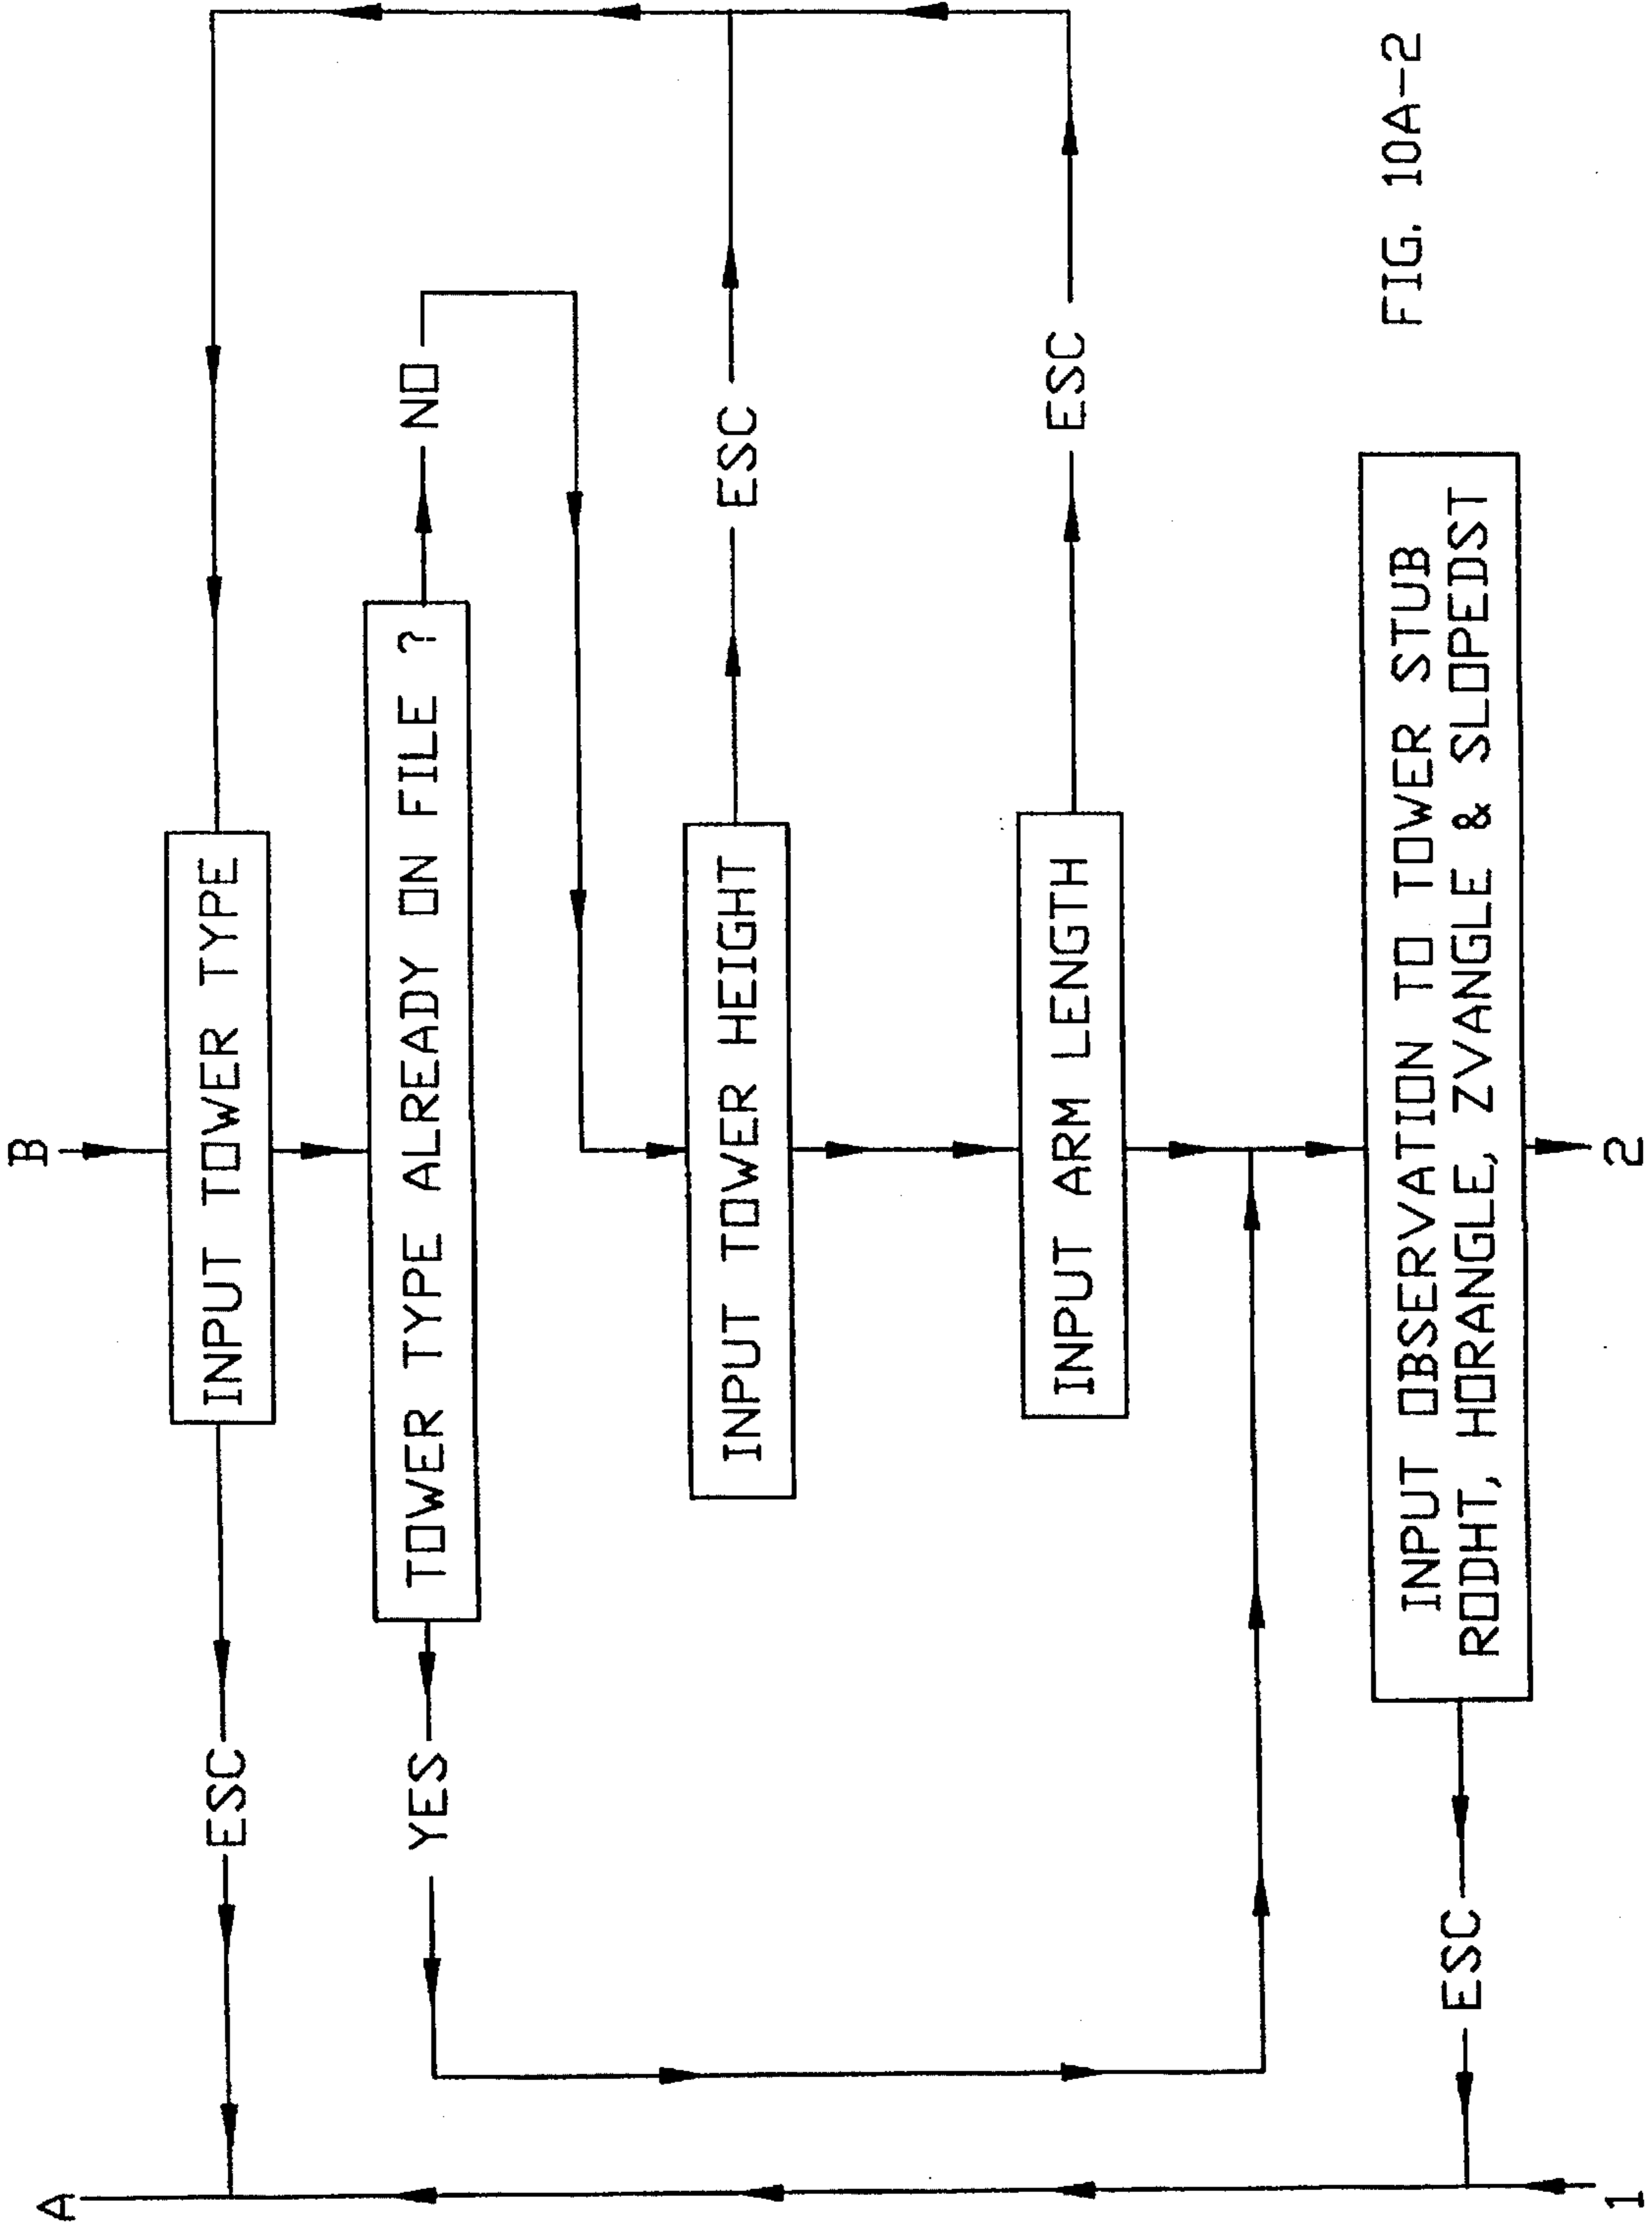 A
B
ESC
INPUT TOWER TYPE
YES
TOWER TYPE ALREADY ON FILE ?
NO
INPUT TOWER HEIGHT
ESC
INPUT ARM LENGTH
ESC
ESC
INPUT OBSERVATION TO TOWER STUB
RODHT, HORANGLE, ZVANGLE & SLOPEDST
FIG. 10A-2
1
2